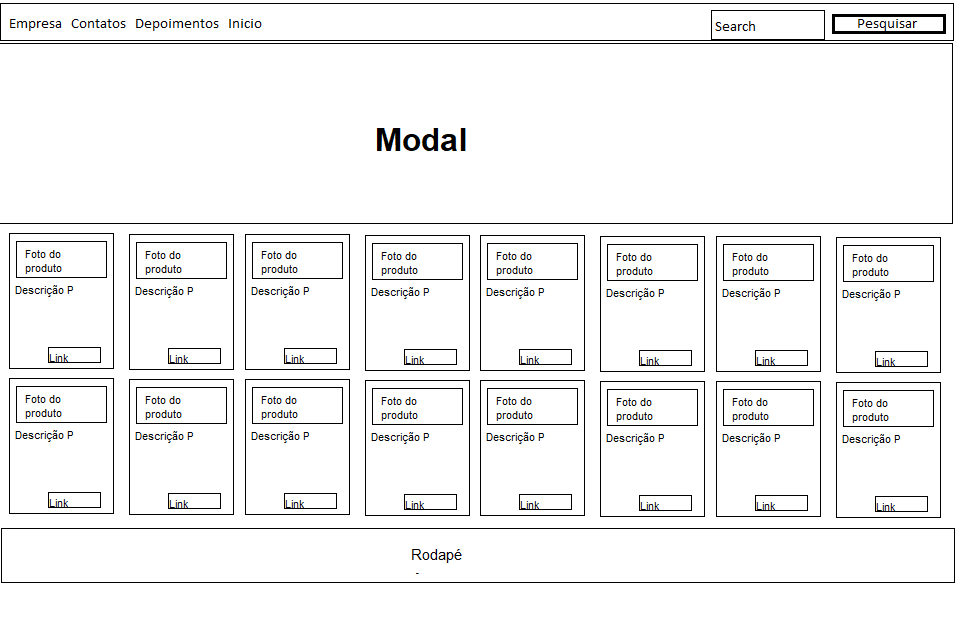 Empresa Contatos Depoimentos Inicio Search Pesquisar
Modal
Foto do
produto
Descrição P
Link
Foto do
produto
Descrição P
Link
Foto do
produto
Descrição P
Link
Foto do
produto
Descrição P
Link
Foto do
produto
Descrição P
Link
Foto do
produto
Descrição P
Link
Foto do
produto
Descrição P
Link
Foto do
produto
Descrição P
Link
Foto do
produto
Descrição P
Link
Foto do
produto
Descrição P
Link
Foto do
produto
Descrição P
Link
Foto do
produto
Descrição P
Link
Foto do
produto
Descrição P
Link
Foto do
produto
Descrição P
Link
Foto do
produto
Descrição P
Link
Foto do
produto
Descrição P
Link
Rodapé
-